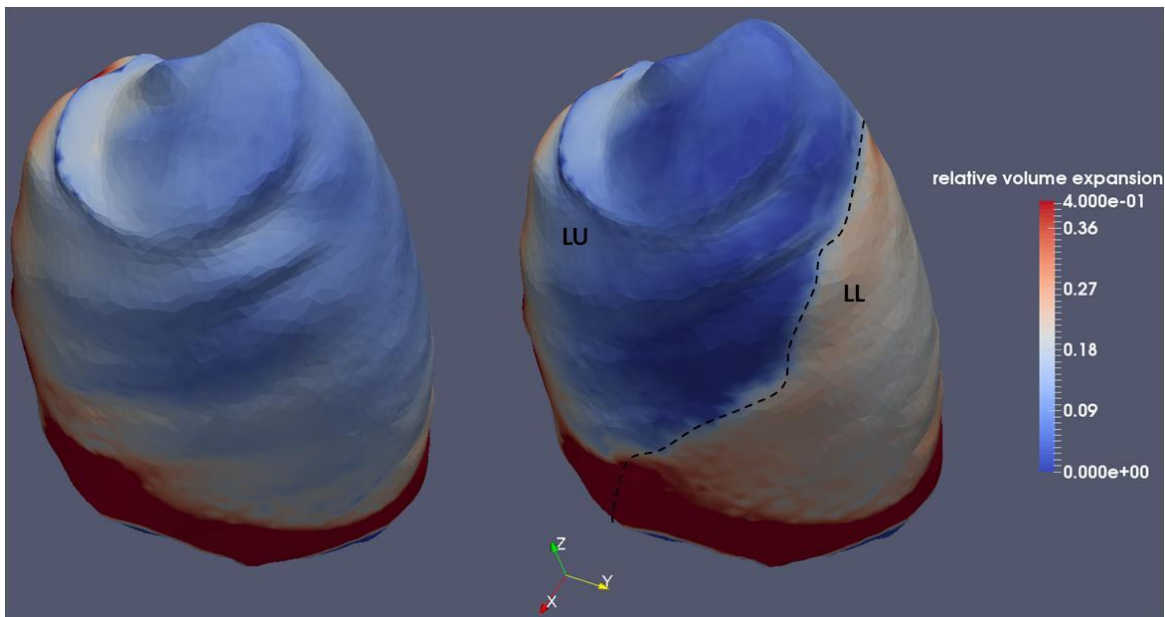 relative volume expansion
4.000e-01
0.36
LU
0.27
LL
0.18
0.09
0.000e+00
Z
Y
X